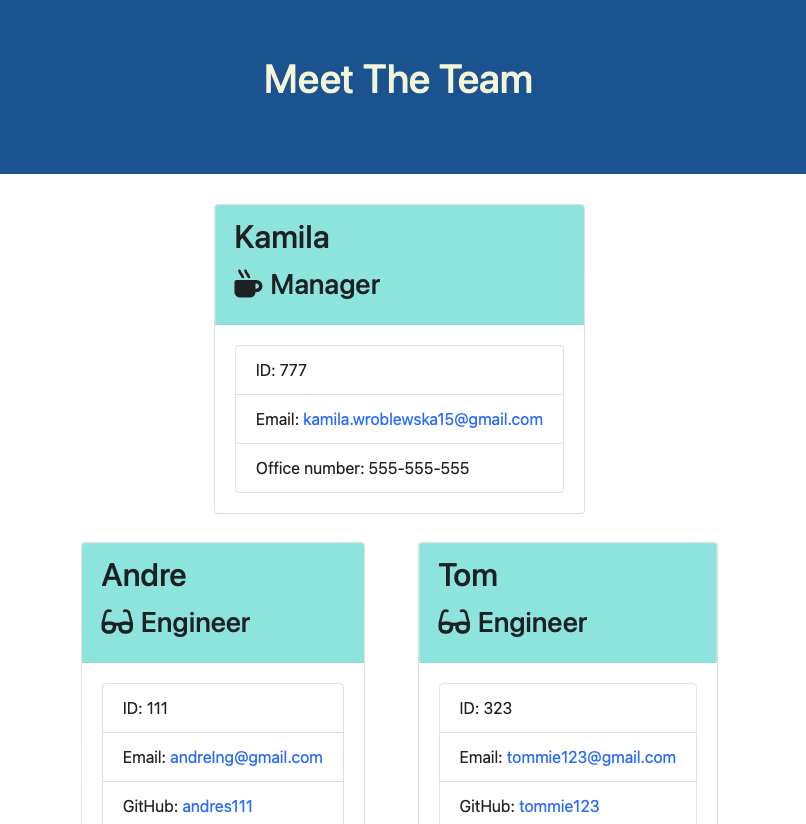 Meet The Team
Kamila
Manager
ID: 777
Email: kamila.wroblewska15@gmail.com
Office number: 555-555-555
Andre
Engineer
ID: 111
Email: andrelng@gmail.com
GitHub: andres111
Tom
Engineer
ID: 323
Email: tommie123@gmail.com
GitHub: tommie123